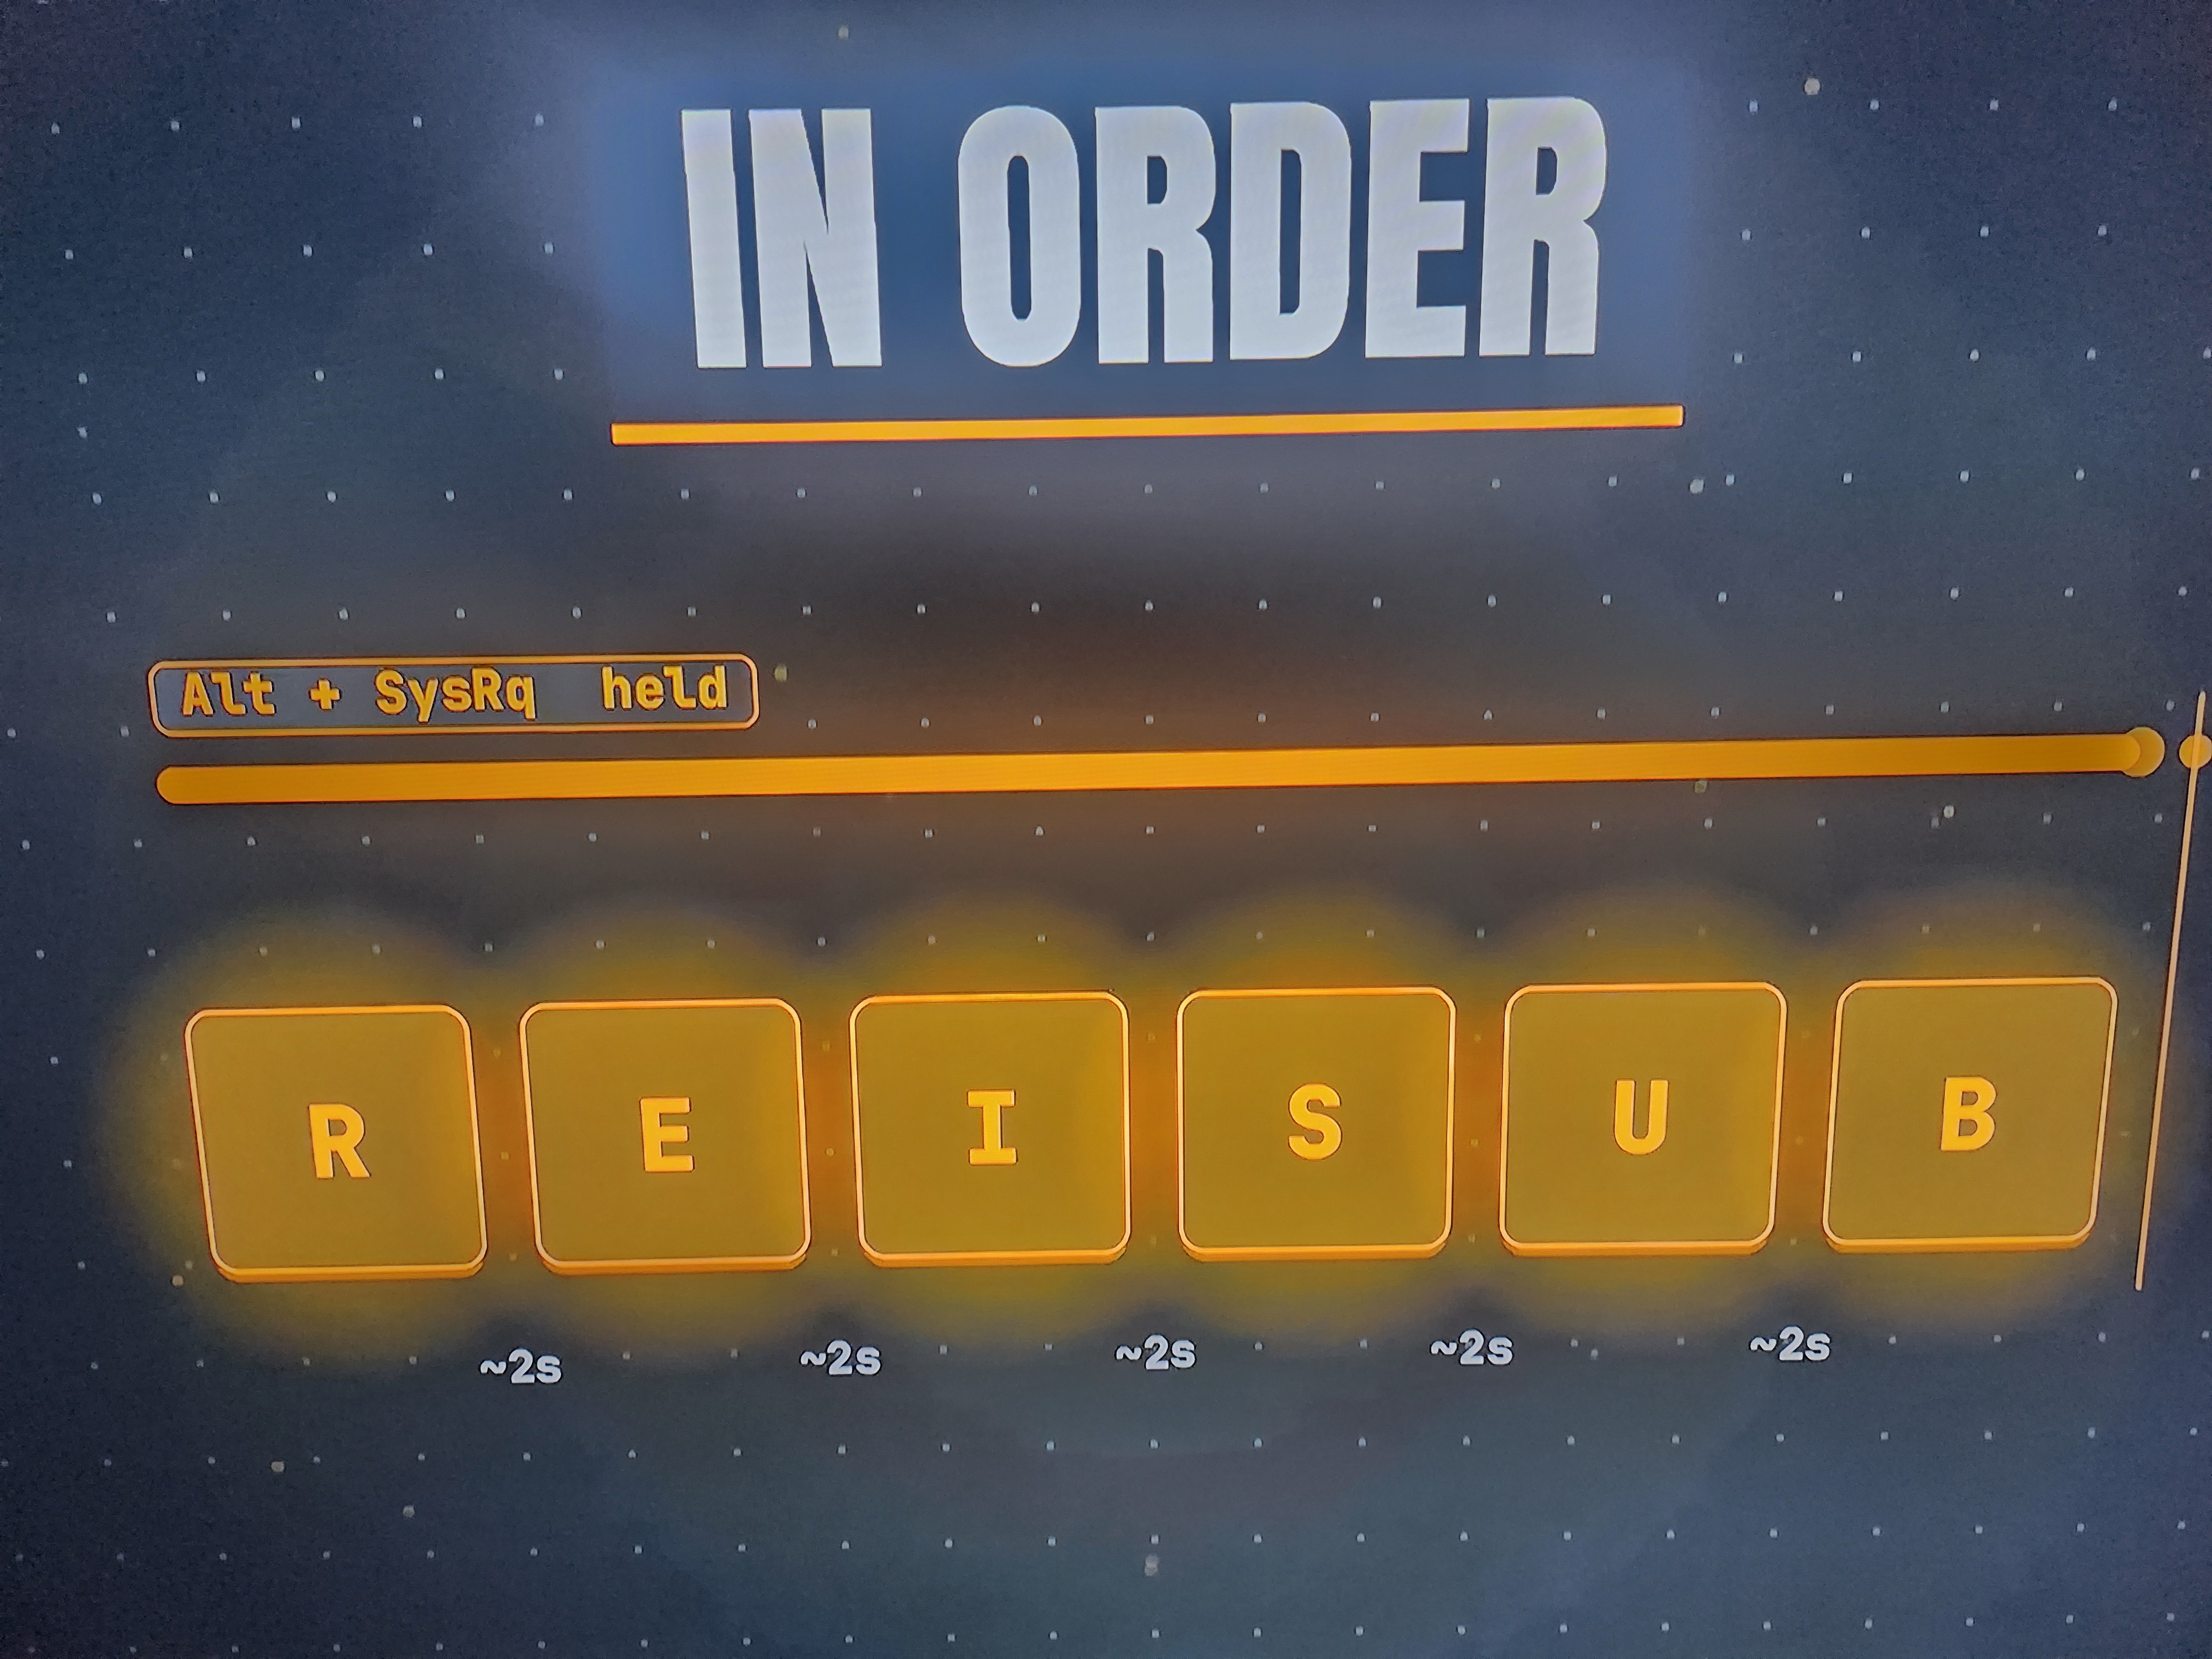 IN ORDER
Alt + SysRq held
R E I S U B
~2s ~2s ~2s ~2s ~2s